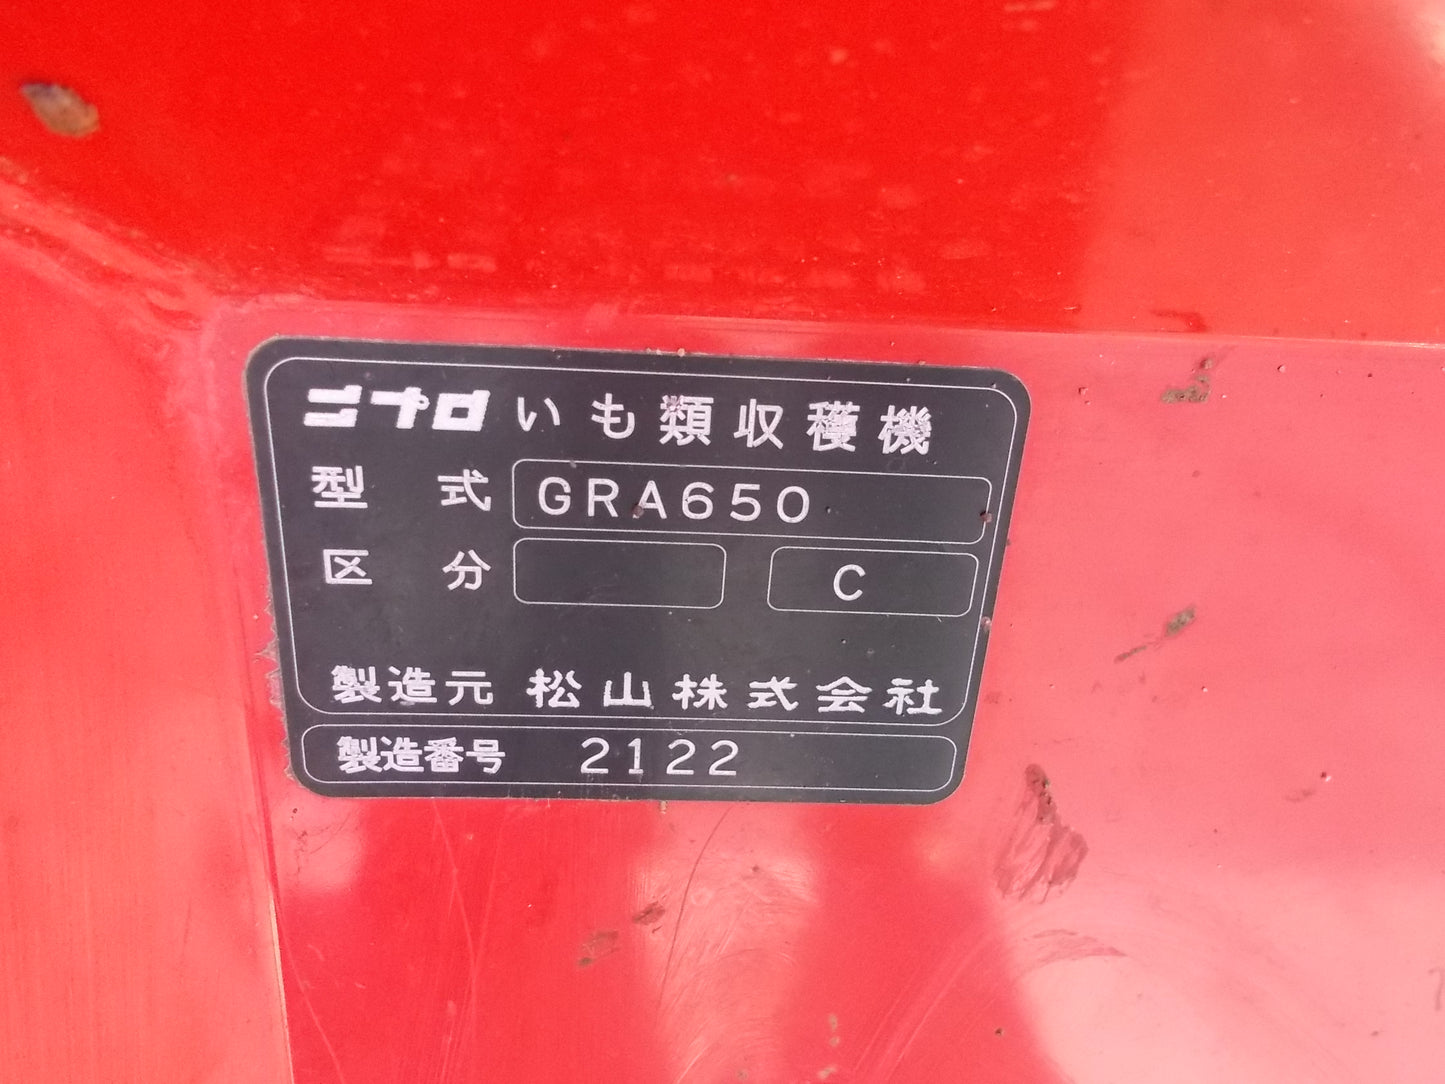 ニプロ いも類収穫機
型式 GRA650
区分 C
製造元 松山株式会社
製造番号 2122